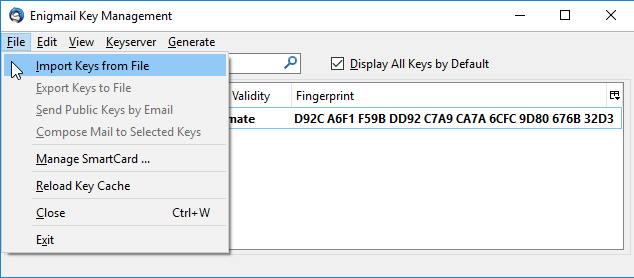 Enigmail Key Management
File Edit View Keyserver Generate
Import Keys from File
Display All Keys by Default
Export Keys to File
Validity Fingerprint
Send Public Keys by Email
mate D92C A6F1 F59B DD92 C7A9 CA7A 6CFC 9D80 676B 32D3
Compose Mail to Selected Keys
Manage SmartCard ...
Reload Key Cache
Close Ctrl+W
Exit